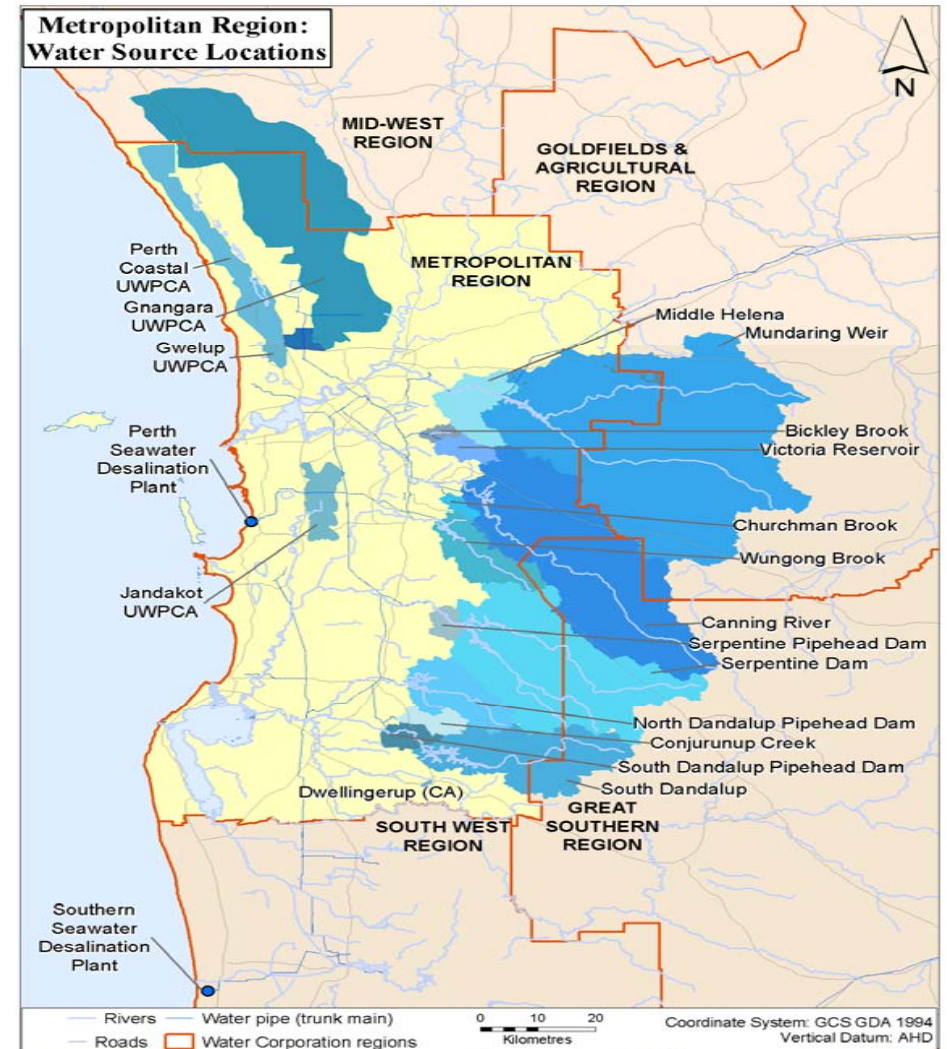 Metropolitan Region:
Water Source Locations
N
MID-WEST
REGION
GOLDFIELDS &
AGRICULTURAL
REGION
Perth
Coastal
UWPCA
METROPOLITAN
REGION
Gnangara
UWPCA
Gwelup
UWPCA
Middle Helena
Mundaring Weir
Perth
Seawater
Desalination
Plant
Bickley Brook
Victoria Reservoir
Churchman Brook
Wungong Brook
Jandakot
UWPCA
Canning River
Serpentine Pipehead Dam
Serpentine Dam
North Dandalup Pipehead Dam
Conjurunup Creek
South Dandalup Pipehead Dam
South Dandalup
Dwellingerup (CA)
GREAT
SOUTHERN
REGION
SOUTH WEST
REGION
Southern
Seawater
Desalination
Plant
Rivers
Water pipe (trunk main)
Roads
Water Corporation regions
0 10 20
Kilometres
Coordinate System: GCS GDA 1994
Vertical Datum: AHD